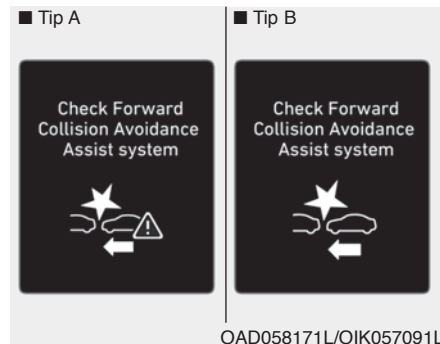 ■ Tip A
Check Forward
Collision Avoidance
Assist system
■ Tip B
Check Forward
Collision Avoidance
Assist system
OAD058171L/OIK057091L